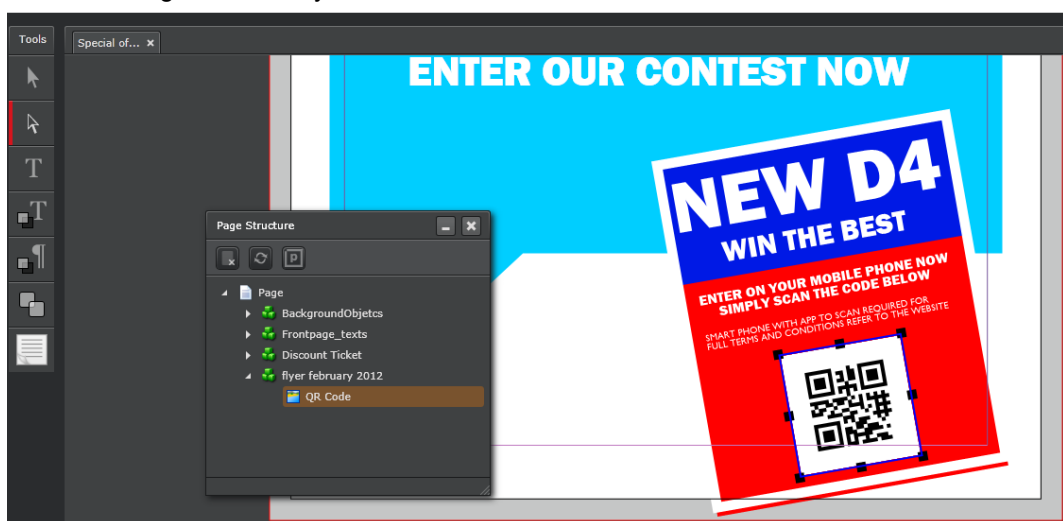 Tools
Special of... x
ENTER OUR CONTEST NOW
NEW D4
WIN THE BEST
ENTER ON YOUR MOBILE PHONE NOW
SIMPLY SCAN THE CODE BELOW
SMART PHONE WITH APP TO SCAN REQUIRED FOR
FULL TERMS AND CONDITIONS REFER TO THE WEBSITE
T
T
¶
Page Structure
P
Page
BackgroundObjetcs
Frontpage_texts
Discount Ticket
flyer february 2012
QR Code